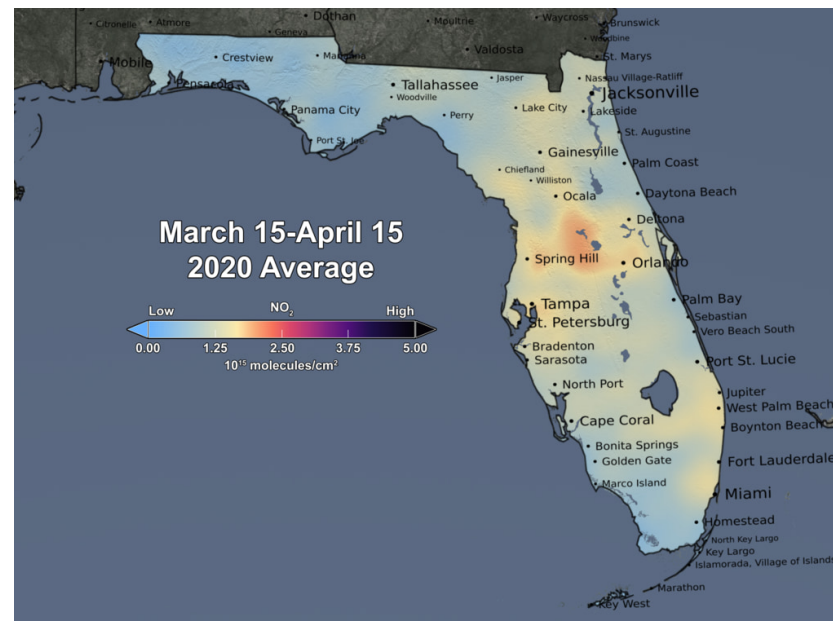 Dothan
Citronelle
Atmore
Moultrie
Waycross
Brunswick
Geneva
Woodbine
Valdosta
St. Marys
Mobile
Crestview
Marianna
Jasper
Nassau Village-Ratliff
Pensacola
Tallahassee
Jacksonville
Woodville
Panama City
Perry
Lake City
Lakeside
Port St. Joe
St. Augustine
Gainesville
Palm Coast
Chiefland
Williston
Ocala
Daytona Beach
March 15-April 15
2020 Average
Deltona
Spring Hill
Orlando
Low NO2 High
0.00 1.25 2.50 3.75 5.00
10^15 molecules/cm^2
Tampa
Palm Bay
St. Petersburg
Sebastian
Vero Beach South
Bradenton
Sarasota
Port St. Lucie
North Port
Jupiter
West Palm Beach
Cape Coral
Boynton Beach
Bonita Springs
Golden Gate
Fort Lauderdale
Marco Island
Miami
Homestead
North Key Largo
Key Largo
Islamorada, Village of Islands
Marathon
Key West